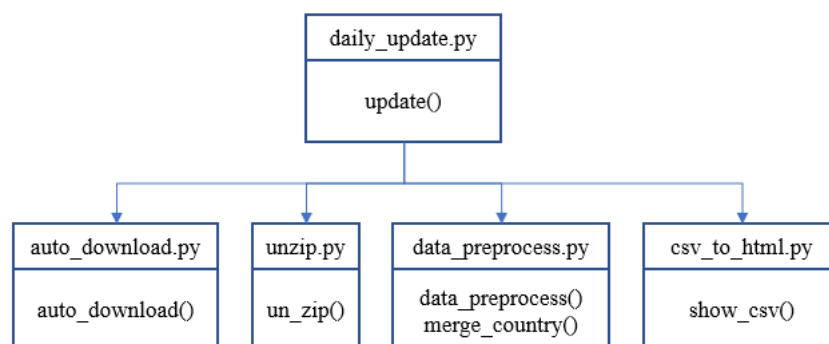 daily_update.py
update()
auto_download.py
auto_download()
unzip.py
un_zip()
data_preprocess.py
data_preprocess()
merge_country()
csv_to_html.py
show_csv()